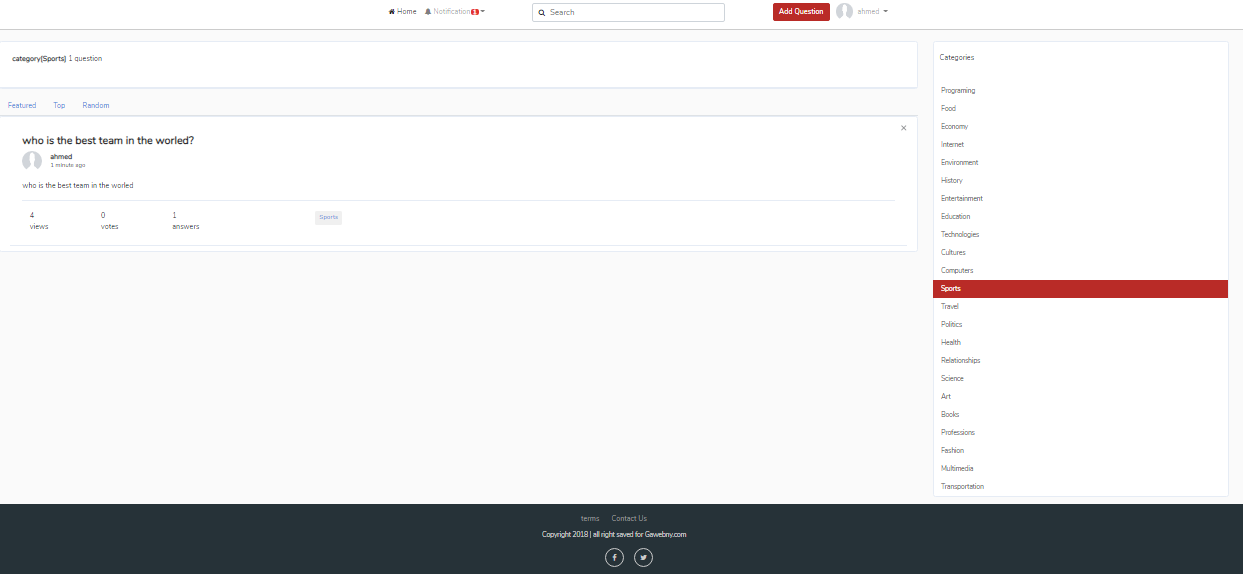 Home Notification 1 Search Add Question ahmed
category(Sports) 1 question
Featured Top Random
×
who is the best team in the worled?
ahmed
1 minute ago
who is the best team in the worled
4 0 1 Sports
views votes answers
Categories
Programing
Food
Economy
Internet
Environment
History
Entertainment
Education
Technologies
Cultures
Computers
Sports
Travel
Politics
Health
Relationships
Science
Art
Books
Professions
Fashion
Multimedia
Transportation
terms Contact Us
Copyright 2018 | all right saved for Gawebny.com